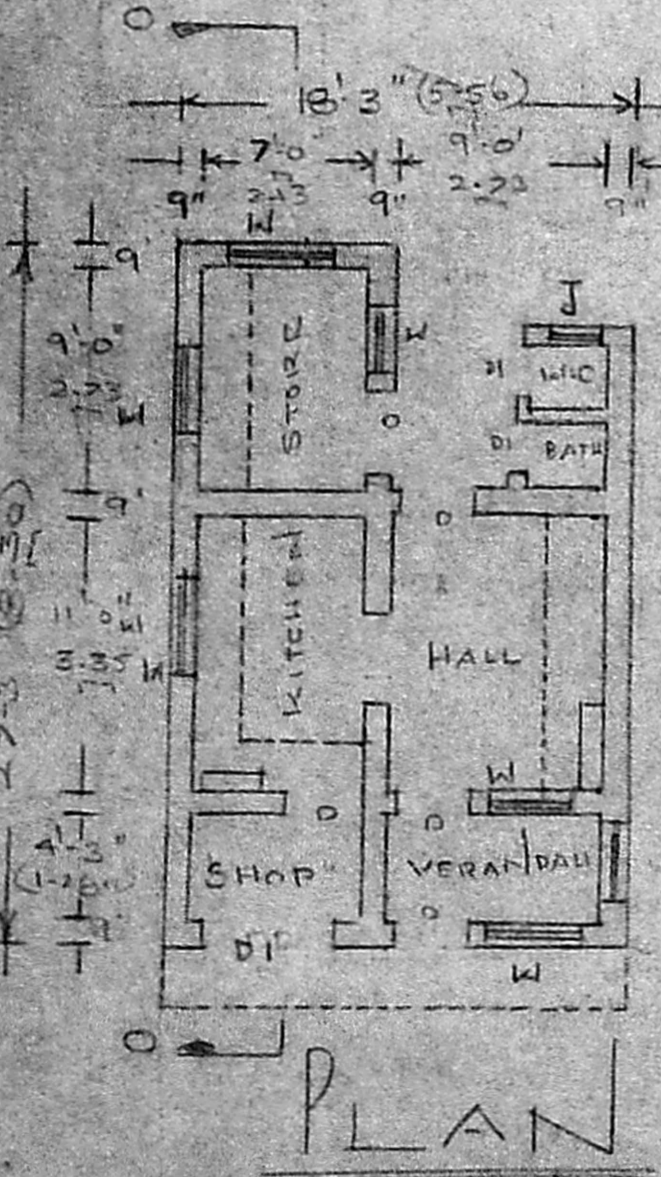 O
18'-3" (5-56)
7'-0 9'-0'
2.13 2.73
9" 9" 9"
W
9'
J
9'-0"
2.73
W
STORE
W
W.C
D
D1
BATH
9'
D
KITCHEN
11'-0"
3.35
W
HALL
W
D
D
4'-3"
SHOP
VERANDAH
9'
D1
D
W
O
PLAN